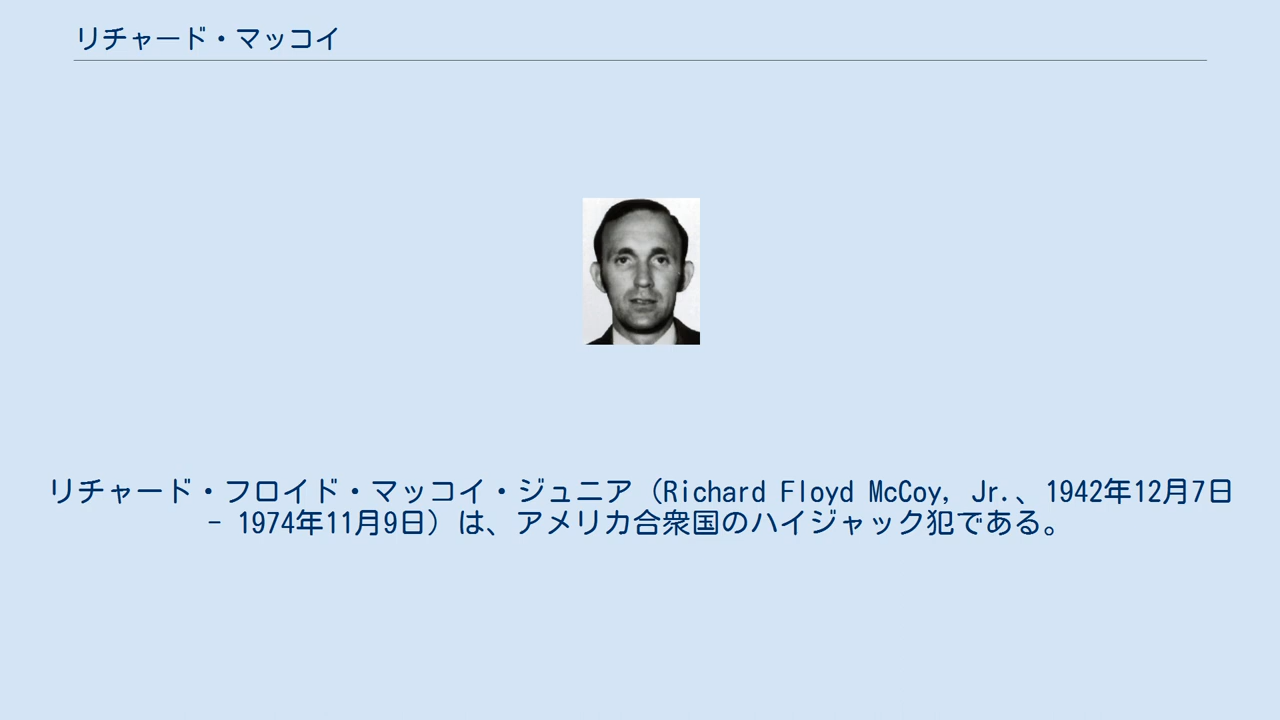 リチャード・マッコイ
リチャード・フロイド・マッコイ・ジュニア（Richard Floyd McCoy, Jr.、1942年12月7日
- 1974年11月9日）は、アメリカ合衆国のハイジャック犯である。